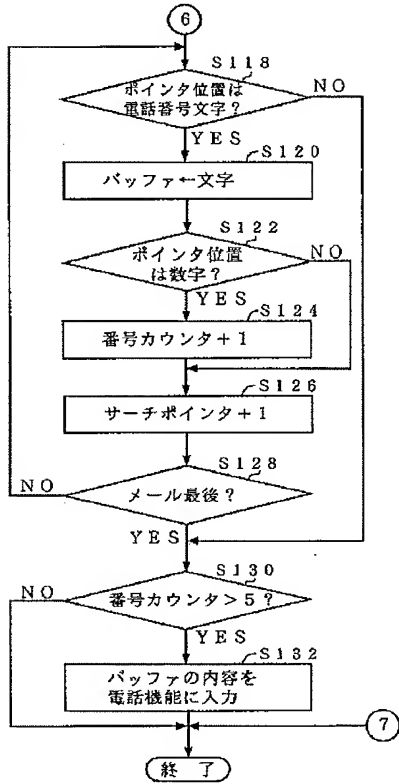 6
S118
ポインタ位置は
電話番号文字？
NO
YES
S120
バッファ←文字
S122
ポインタ位置
は数字？
NO
YES
S124
番号カウンタ＋1
S126
サーチポインタ＋1
S128
NO
メール最後？
YES
S130
NO
番号カウンタ＞5？
YES
S132
バッファの内容を
電話機能に入力
7
終了